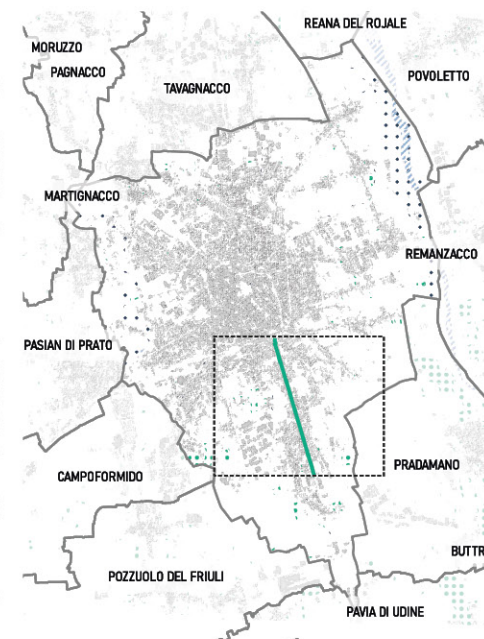 REANA DEL ROJALE
MORUZZO
PAGNACCO
POVOLETTO
TAVAGNACCO
MARTIGNACCO
REMANZACCO
PASIAN DI PRATO
CAMPOFORMIDO
PRADAMANO
BUTTR
POZZUOLO DEL FRIULI
PAVIA DI UDINE